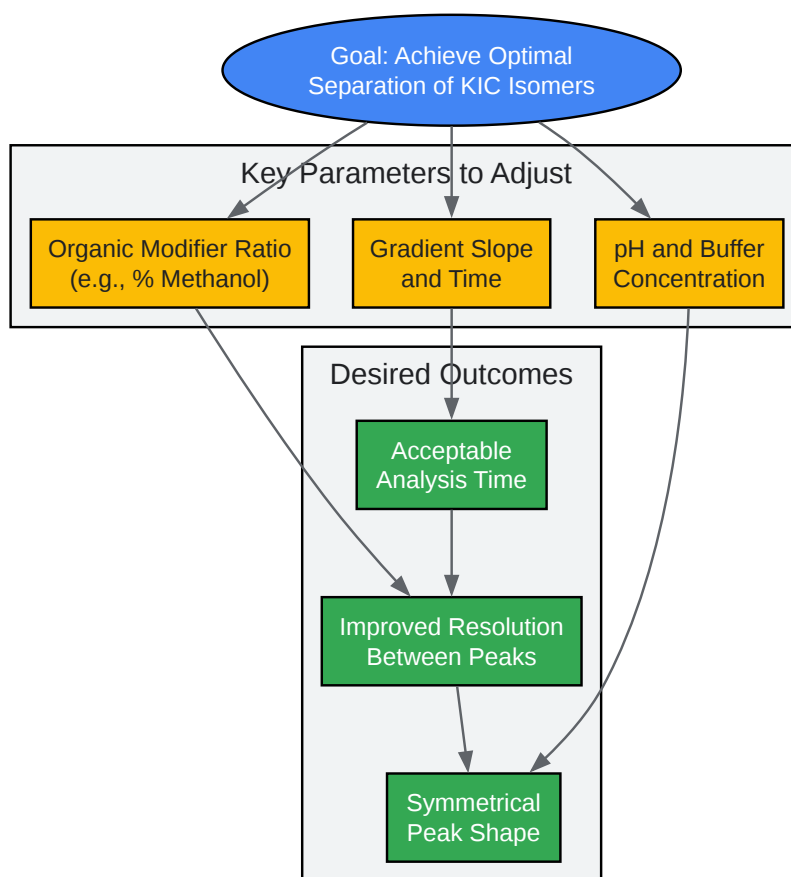 Goal: Achieve Optimal
Separation of KIC Isomers
Key Parameters to Adjust
Organic Modifier Ratio
(e.g., % Methanol)
Gradient Slope
and Time
pH and Buffer
Concentration
Desired Outcomes
Acceptable
Analysis Time
Improved Resolution
Between Peaks
Symmetrical
Peak Shape